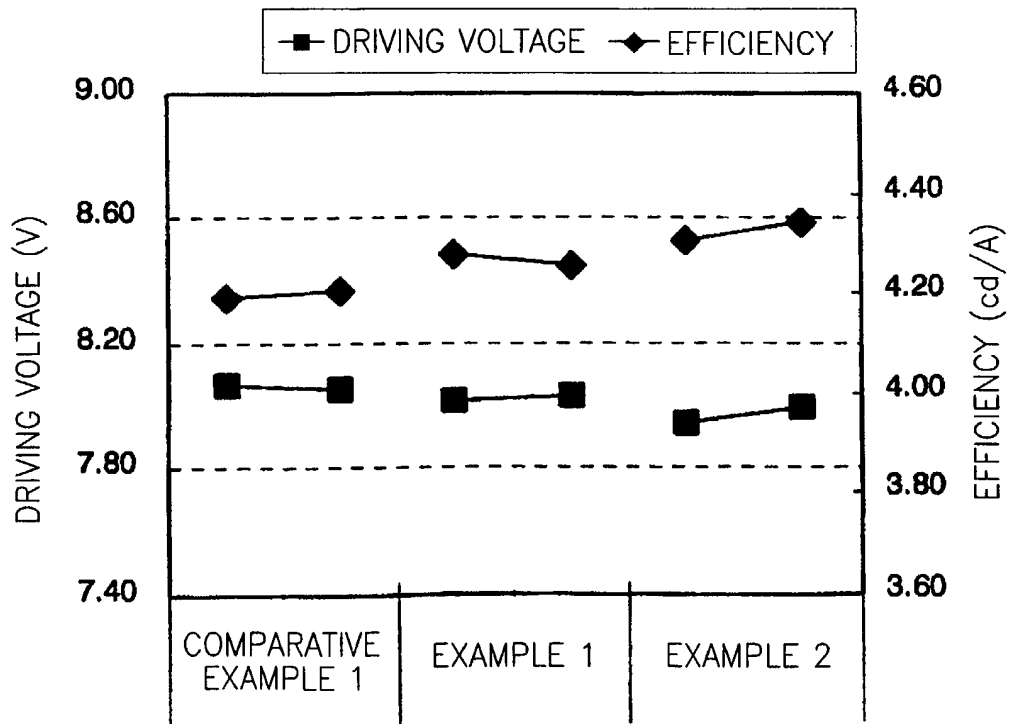 DRIVING VOLTAGE
EFFICIENCY
9.00
8.60
8.20
7.80
7.40
DRIVING VOLTAGE (V)
4.60
4.40
4.20
4.00
3.80
3.60
EFFICIENCY (cd/A)
COMPARATIVE
EXAMPLE 1
EXAMPLE 1
EXAMPLE 2